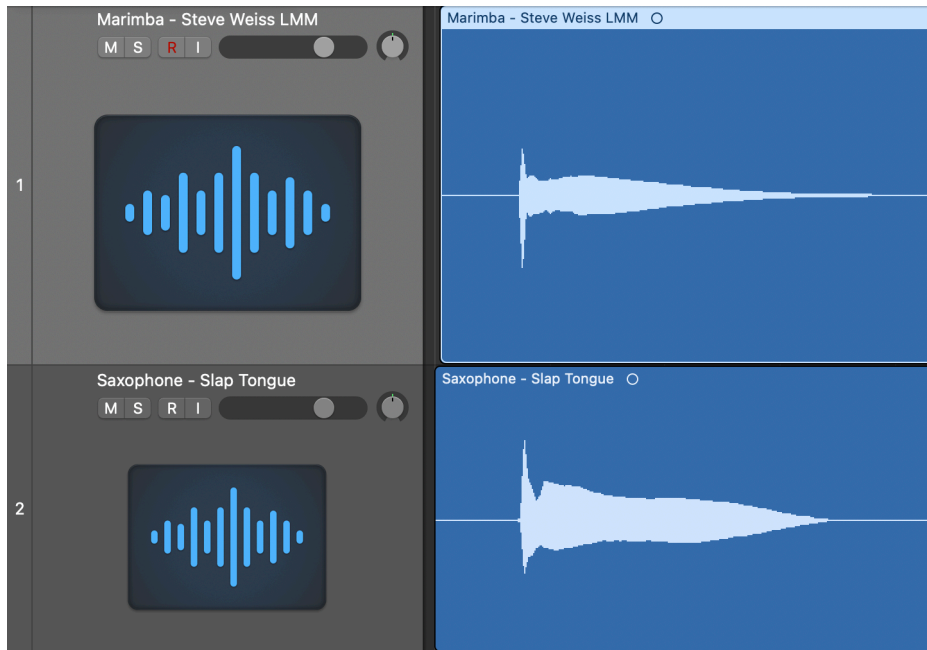 Marimba - Steve Weiss LMM
M S R I
Marimba - Steve Weiss LMM
1
Saxophone - Slap Tongue
M S R I
Saxophone - Slap Tongue
2